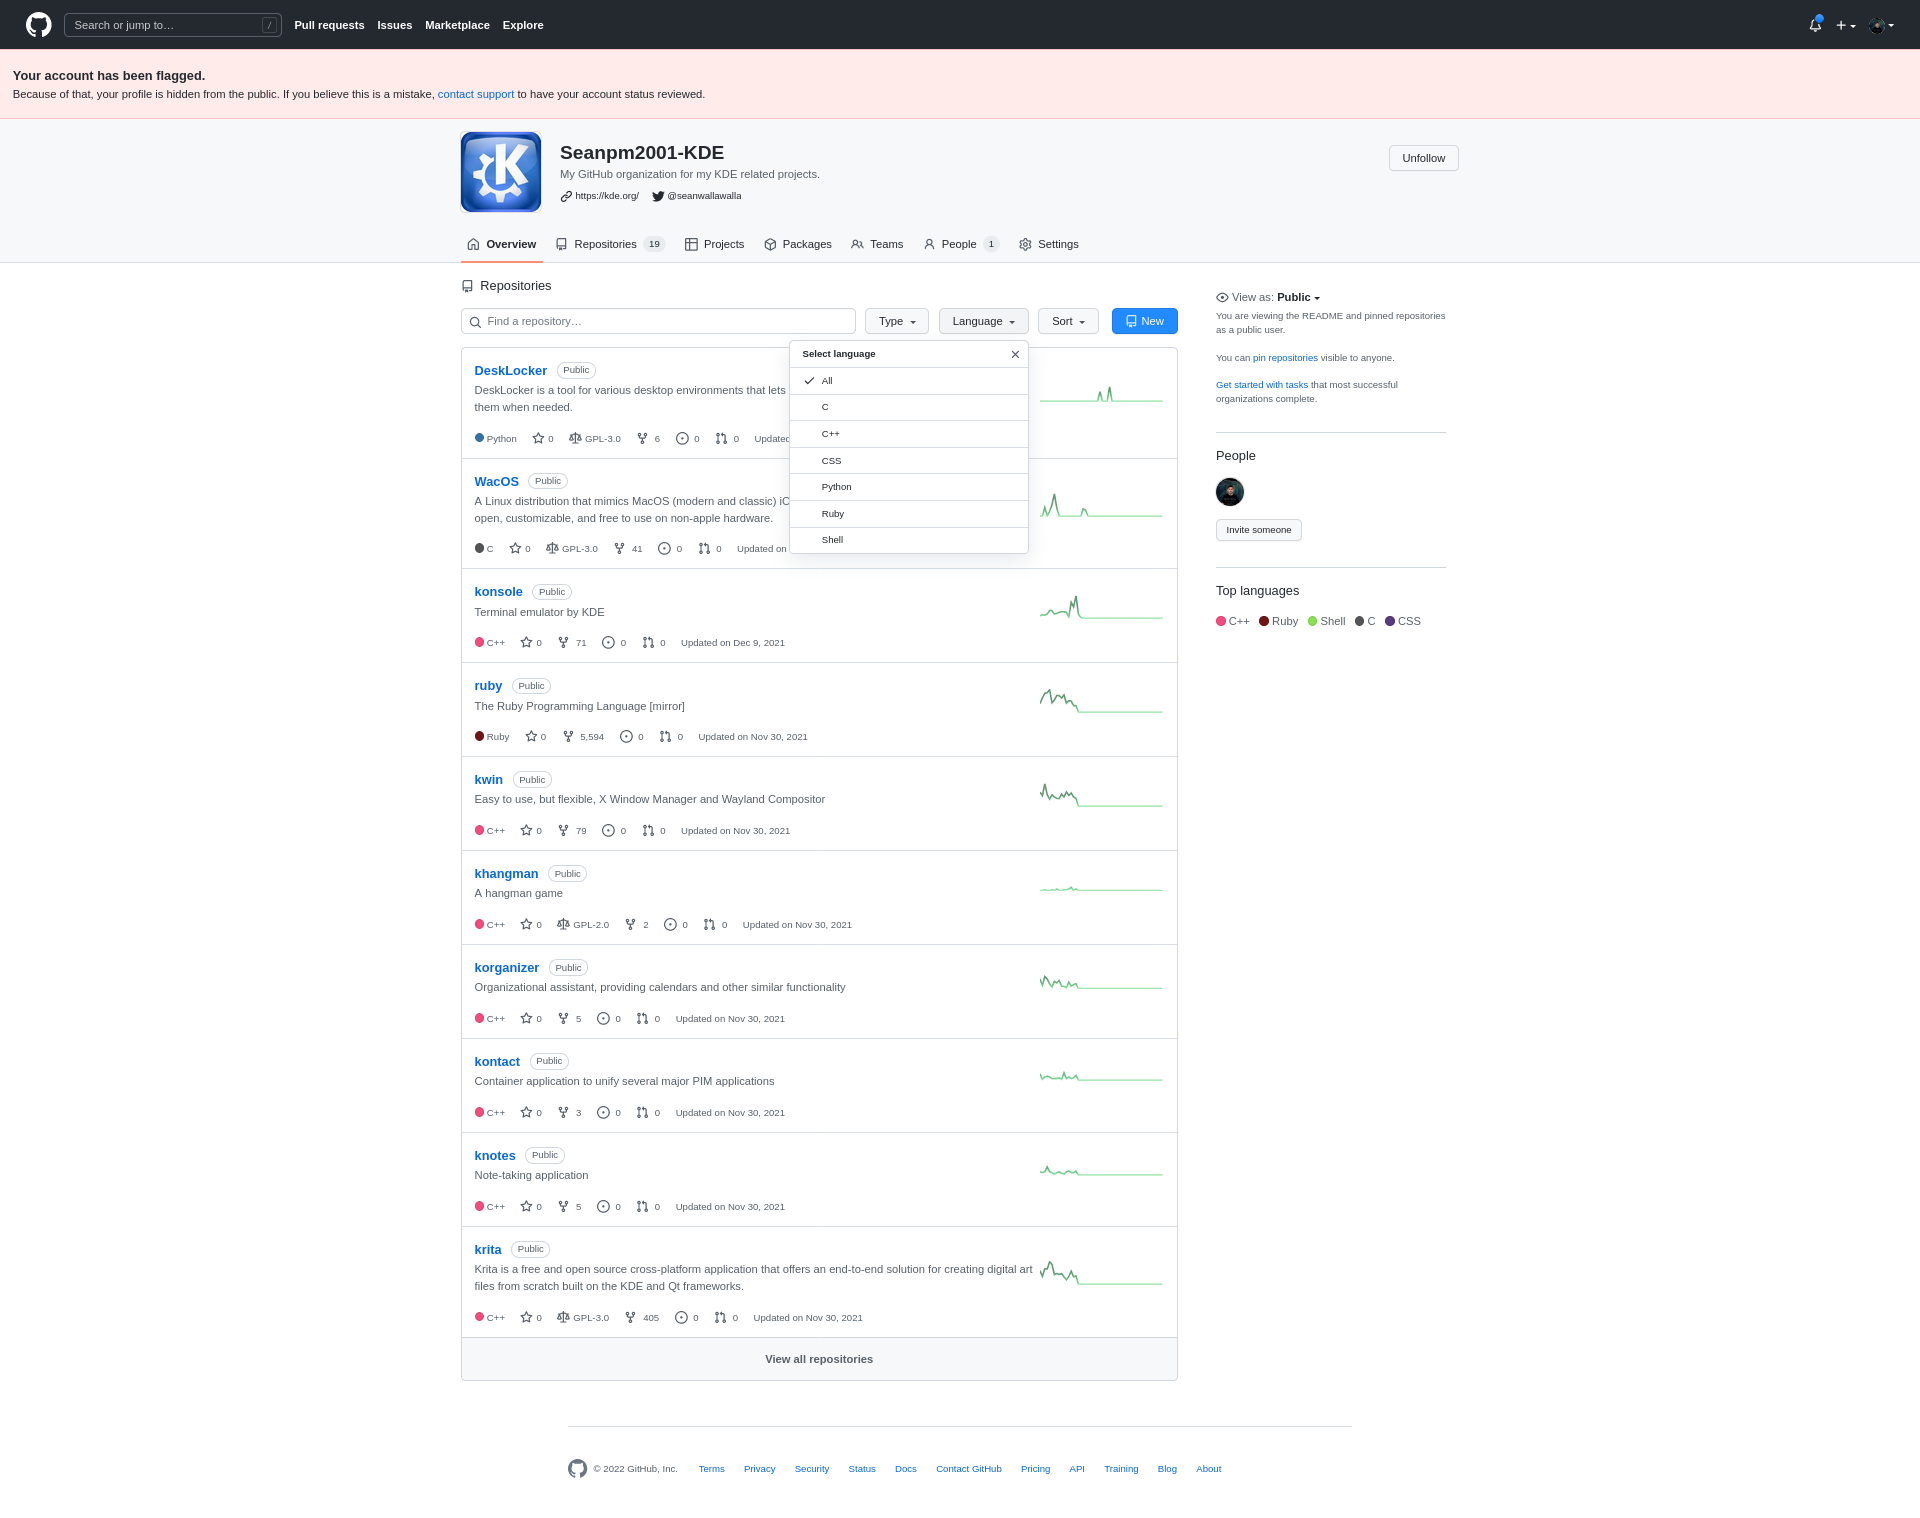 Search or jump to… /
Pull requests Issues Marketplace Explore
Your account has been flagged.
Because of that, your profile is hidden from the public. If you believe this is a mistake, contact support to have your account status reviewed.
Seanpm2001-KDE
My GitHub organization for my KDE related projects.
https://kde.org/ @seanwallawalla
Unfollow
Overview Repositories 19 Projects Packages Teams People 1 Settings
Repositories
Find a repository… Type Language Sort New
Select language
All
C
C++
CSS
Python
Ruby
Shell
DeskLocker Public
DeskLocker is a tool for various desktop environments that lets
them when needed.
Python 0 GPL-3.0 6 0 0 Updated
WacOS Public
A Linux distribution that mimics MacOS (modern and classic)
open, customizable, and free to use on non-apple hardware.
C 0 GPL-3.0 41 0 0 Updated on
konsole Public
Terminal emulator by KDE
C++ 0 71 0 0 Updated on Dec 9, 2021
ruby Public
The Ruby Programming Language [mirror]
Ruby 0 5,594 0 0 Updated on Nov 30, 2021
kwin Public
Easy to use, but flexible, X Window Manager and Wayland Compositor
C++ 0 79 0 0 Updated on Nov 30, 2021
khangman Public
A hangman game
C++ 0 GPL-2.0 2 0 0 Updated on Nov 30, 2021
korganizer Public
Organizational assistant, providing calendars and other similar functionality
C++ 0 5 0 0 Updated on Nov 30, 2021
kontact Public
Container application to unify several major PIM applications
C++ 0 3 0 0 Updated on Nov 30, 2021
knotes Public
Note-taking application
C++ 0 5 0 0 Updated on Nov 30, 2021
krita Public
Krita is a free and open source cross-platform application that offers an end-to-end solution for creating digital art
files from scratch built on the KDE and Qt frameworks.
C++ 0 GPL-3.0 405 0 0 Updated on Nov 30, 2021
View all repositories
View as: Public
You are viewing the README and pinned repositories
as a public user.
You can pin repositories visible to anyone.
Get started with tasks that most successful
organizations complete.
People
Invite someone
Top languages
C++ Ruby Shell C CSS
© 2022 GitHub, Inc. Terms Privacy Security Status Docs Contact GitHub Pricing API Training Blog About